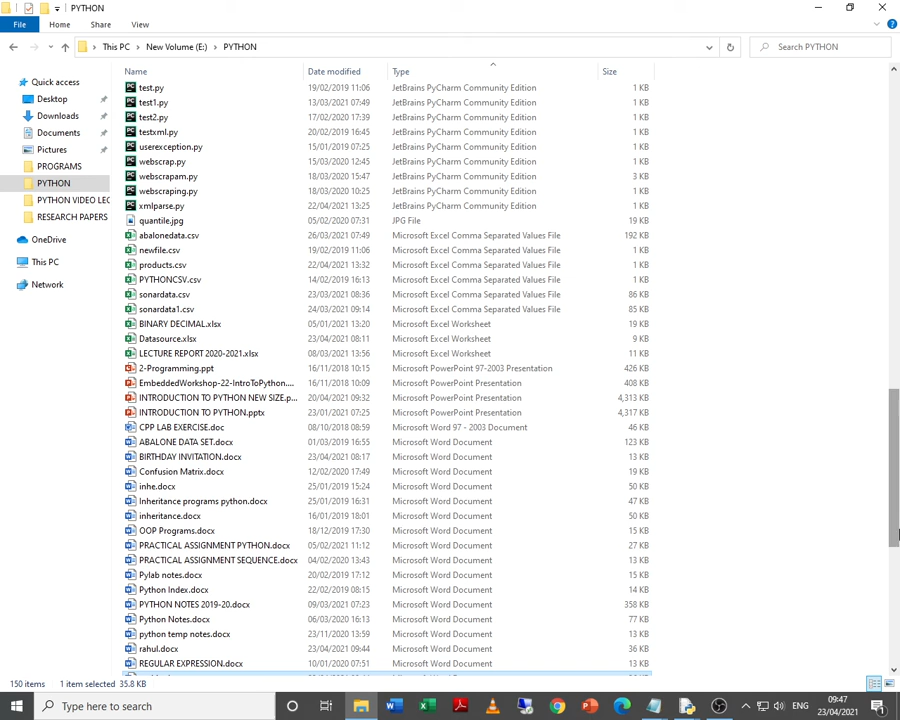 PYTHON
File Home Share View
This PC New Volume (E:) PYTHON Search PYTHON
Name Date modified Type Size
Quick access
Desktop
Downloads
Documents
Pictures
PROGRAMS
PYTHON
PYTHON VIDEO LEC
RESEARCH PAPERS
OneDrive
This PC
Network
test.py 19/02/2019 11:06 JetBrains PyCharm Community Edition 1 KB
test1.py 13/03/2021 07:49 JetBrains PyCharm Community Edition 1 KB
test2.py 17/02/2020 17:39 JetBrains PyCharm Community Edition 1 KB
testxml.py 20/02/2019 16:45 JetBrains PyCharm Community Edition 1 KB
userexception.py 15/01/2019 07:25 JetBrains PyCharm Community Edition 1 KB
webscrap.py 15/03/2020 12:45 JetBrains PyCharm Community Edition 1 KB
webscrapam.py 18/03/2020 15:47 JetBrains PyCharm Community Edition 3 KB
webscraping.py 18/03/2020 10:25 JetBrains PyCharm Community Edition 1 KB
xmlparse.py 22/04/2021 13:25 JetBrains PyCharm Community Edition 1 KB
quantile.jpg 05/02/2020 07:31 JPG File 19 KB
abalonedata.csv 26/03/2021 07:49 Microsoft Excel Comma Separated Values File 192 KB
newfile.csv 19/02/2019 11:06 Microsoft Excel Comma Separated Values File 1 KB
products.csv 22/04/2021 13:32 Microsoft Excel Comma Separated Values File 1 KB
PYTHONCSV.csv 14/02/2019 16:13 Microsoft Excel Comma Separated Values File 1 KB
sonardata.csv 23/03/2021 08:36 Microsoft Excel Comma Separated Values File 86 KB
sonardata1.csv 24/03/2021 09:14 Microsoft Excel Comma Separated Values File 85 KB
BINARY DECIMAL.xlsx 05/01/2021 13:20 Microsoft Excel Worksheet 19 KB
Datasource.xlsx 23/04/2021 08:11 Microsoft Excel Worksheet 9 KB
LECTURE REPORT 2020-2021.xlsx 08/03/2021 13:56 Microsoft Excel Worksheet 11 KB
2-Programming.ppt 16/11/2018 10:15 Microsoft PowerPoint 97-2003 Presentation 426 KB
EmbeddedWorkshop-22-IntroToPython.... 16/11/2018 10:09 Microsoft PowerPoint Presentation 408 KB
INTRODUCTION TO PYTHON NEW SIZE.p... 20/04/2021 09:32 Microsoft PowerPoint Presentation 4,313 KB
INTRODUCTION TO PYTHON.pptx 23/01/2021 07:25 Microsoft PowerPoint Presentation 4,317 KB
CPP LAB EXERCISE.doc 08/10/2018 08:59 Microsoft Word 97 - 2003 Document 27 KB
ABALONE DATA SET.docx 01/03/2019 16:55 Microsoft Word Document 123 KB
BIRTHDAY INVITATION.docx 23/04/2021 08:17 Microsoft Word Document 13 KB
Confusion Matrix.docx 12/02/2020 17:49 Microsoft Word Document 19 KB
inhe.docx 25/01/2019 15:24 Microsoft Word Document 50 KB
Inheritance programs python.docx 25/01/2019 16:31 Microsoft Word Document 47 KB
inheritance.docx 16/01/2019 18:01 Microsoft Word Document 50 KB
OOP Programs.docx 18/12/2019 17:30 Microsoft Word Document 15 KB
PRACTICAL ASSIGNMENT PYTHON.docx 05/02/2021 11:12 Microsoft Word Document 27 KB
PRACTICAL ASSIGNMENT SEQUENCE.docx 04/02/2020 13:43 Microsoft Word Document 13 KB
Pylab notes.docx 20/02/2019 17:12 Microsoft Word Document 15 KB
Python Index.docx 22/02/2019 08:15 Microsoft Word Document 14 KB
PYTHON NOTES 2019-20.docx 09/03/2021 07:23 Microsoft Word Document 358 KB
Python Notes.docx 06/03/2020 16:13 Microsoft Word Document 77 KB
python temp notes.docx 23/11/2020 13:59 Microsoft Word Document 13 KB
rahul.docx 23/04/2021 09:44 Microsoft Word Document 36 KB
REGULAR EXPRESSION.docx 10/01/2020 07:51 Microsoft Word Document 13 KB
150 items 1 item selected 35.8 KB
Type here to search
ENG
09:47
23/04/2021
1